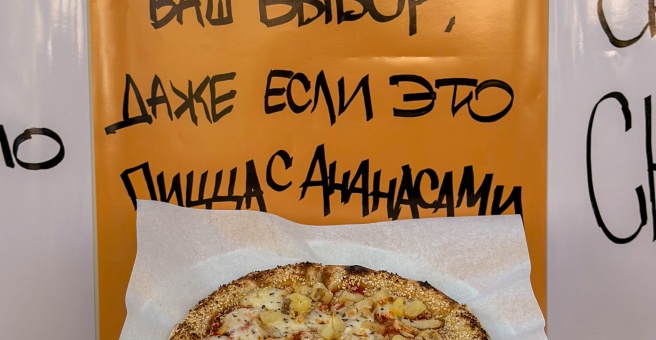 ВАШ ВЫБОР,
ДАЖЕ ЕСЛИ ЭТО
ПИЦЦА С АНАНАСАМИ